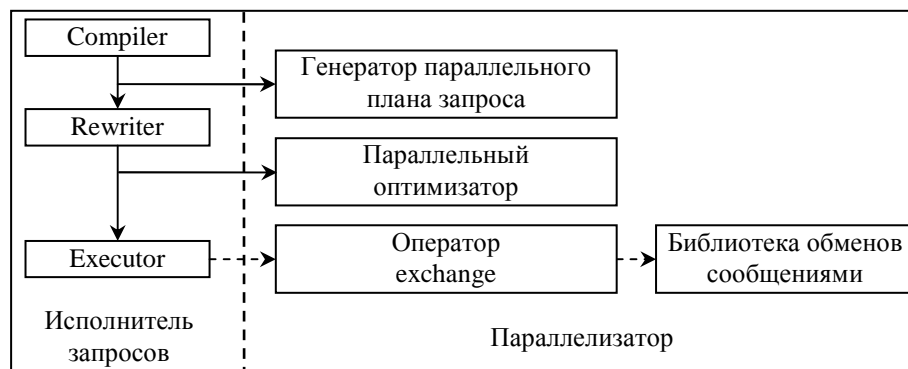 Compiler
Генератор параллельного
плана запроса
Rewriter
Параллельный
оптимизатор
Executor
Оператор
exchange
Библиотека обменов
сообщениями
Исполнитель
запросов
Параллелизатор